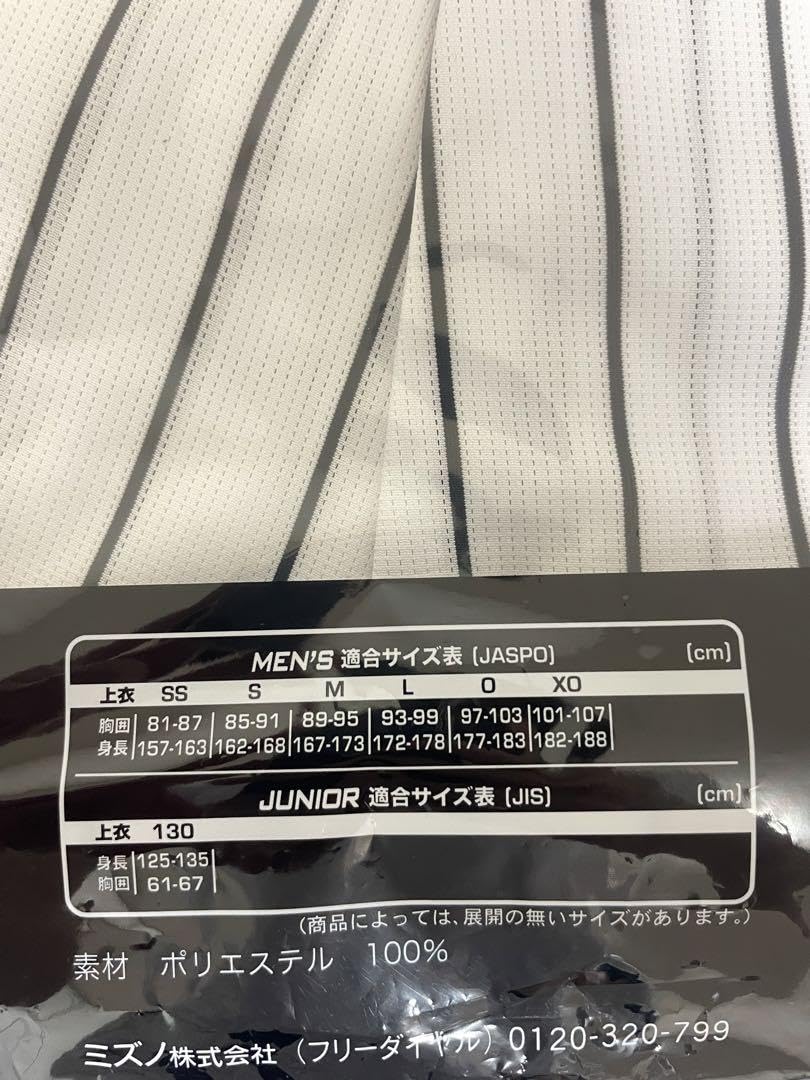 MEN'S 適合サイズ表 [JASPO] [cm]
上衣 SS S M L O XO
胸囲 81-87 85-91 89-95 93-99 97-103 101-107
身長 157-163 162-168 167-173 172-178 177-183 182-188
JUNIOR 適合サイズ表 [JIS] [cm]
上衣 130
身長 125-135
胸囲 61-67
(商品によっては、展開の無いサイズがあります。)
素材 ポリエステル 100%
ミズノ株式会社 (フリーダイヤル) 0120-320-799